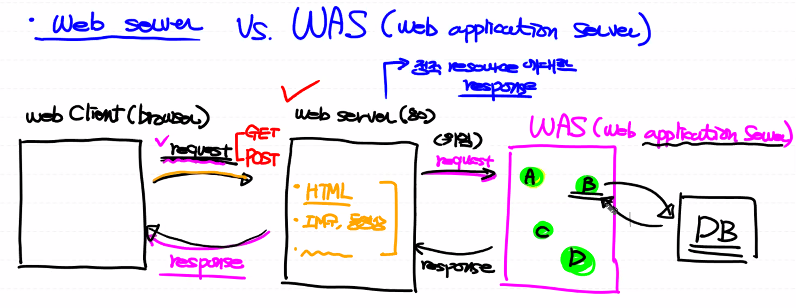 • Web server vs. WAS (web application server)
정적 resource 에대한
response
web Client (browser)
request
GET
POST
response
web server (80)
• HTML
• IMG, 동영상
•
(위임)
request
response
WAS (web application server)
A
B
C
D
DB